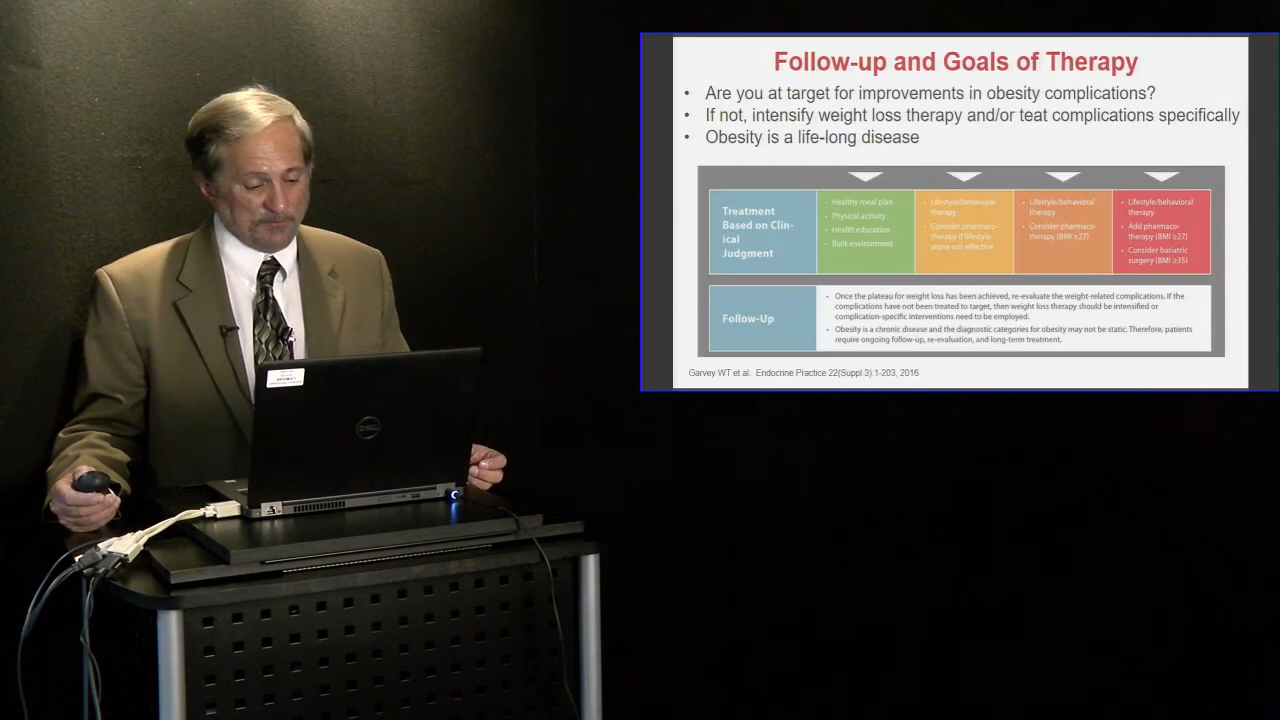 Follow-up and Goals of Therapy
• Are you at target for improvements in obesity complications?
• If not, intensify weight loss therapy and/or teat complications specifically
• Obesity is a life-long disease
Treatment
Based on Clin-
ical
Judgment
• Healthy meal plan
• Physical activity
• Health education
• Built environment
• Lifestyle/behavioral
therapy
• Consider pharmaco-
therapy if lifestyle
alone not effective
• Lifestyle/behavioral
therapy
• Consider pharmaco-
therapy (BMI ≥27)
• Lifestyle/behavioral
therapy
• Add pharmaco-
therapy (BMI ≥27)
• Consider bariatric
surgery (BMI ≥35)
Follow-Up
• Once the plateau for weight loss has been achieved, re-evaluate the weight-related complications. If the
complications have not been treated to target, then weight loss therapy should be intensified or
complication-specific interventions need to be employed.
• Obesity is a chronic disease and the diagnostic categories for obesity may not be static. Therefore, patients
require ongoing follow-up, re-evaluation, and long-term treatment.
Garvey WT et al. Endocrine Practice 22(Suppl 3):1-203, 2016
DELL